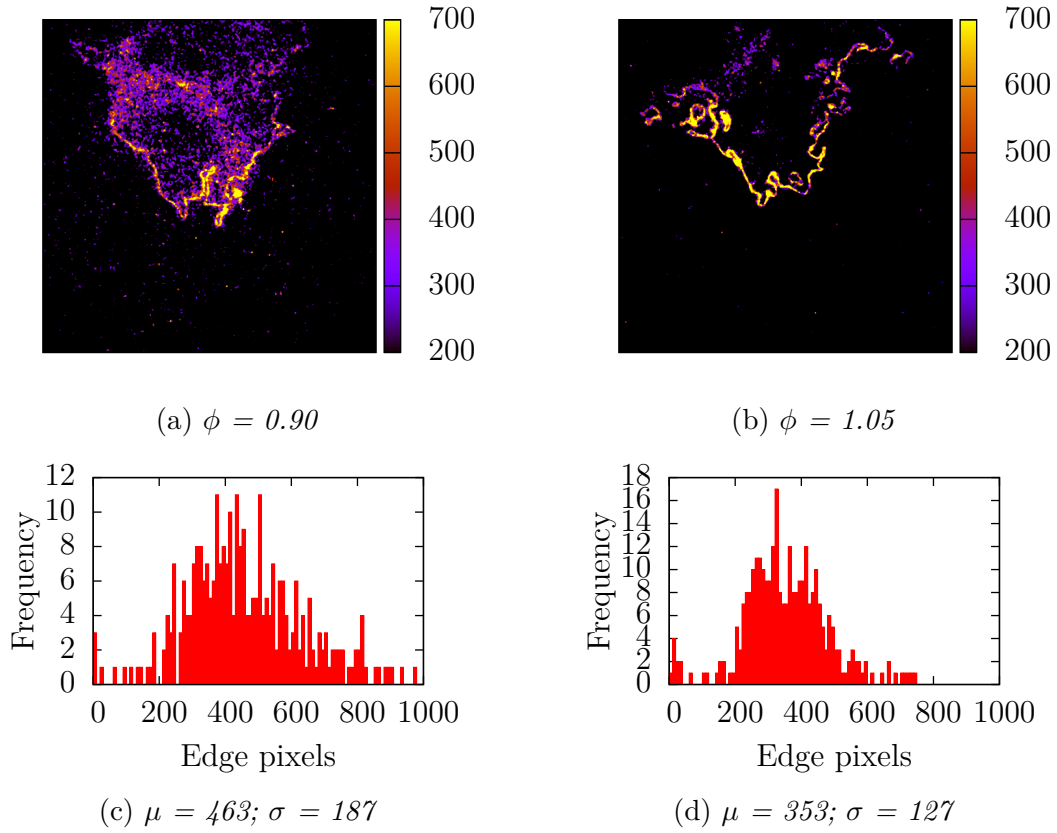 700
600
500
400
300
200
(a) ϕ = 0.90
700
600
500
400
300
200
(b) ϕ = 1.05
12
10
8
6
4
2
0
Frequency
0 200 400 600 800 1000
Edge pixels
(c) μ = 463; σ = 187
18
16
14
12
10
8
6
4
2
0
Frequency
0 200 400 600 800 1000
Edge pixels
(d) μ = 353; σ = 127